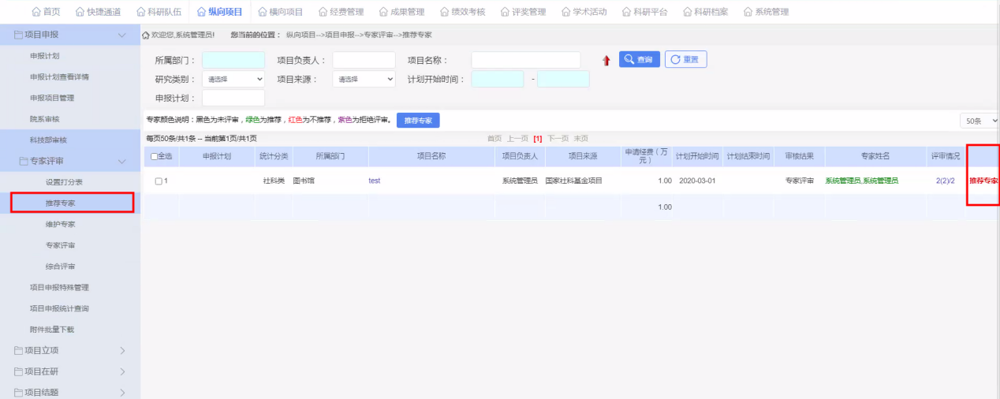 首页 快捷通道 科研队伍 纵向项目 横向项目 经费管理 成果管理 绩效考核 评奖管理 学术活动 科研平台 科研档案 系统管理
项目申报
申报计划
申报计划查看详情
申报项目管理
院系审核
科技部审核
专家评审
设置打分表
推荐专家
维护专家
专家评审
综合评审
项目申报特殊管理
项目申报统计查询
附件批量下载
项目立项
项目在研
项目结题
欢迎您,系统管理员! 您当前的位置： 纵向项目-->项目申报-->专家评审-->推荐专家
所属部门： 项目负责人： 项目名称： 查询 重置
研究类别： 请选择 项目来源： 请选择 计划开始时间： -
申报计划：
专家颜色说明：黑色为未评审，绿色为推荐，红色为不推荐，紫色为拒绝评审。 推荐专家 50条
每页50条/共1条 -- 当前第1页/共1页 首页 上一页 [1] 下一页 末页
全选 申报计划 统计分类 所属部门 项目名称 项目负责人 项目来源 申请经费（万元） 计划开始时间 计划结束时间 审核结果 专家姓名 评审情况
1 社科类 图书馆 test 系统管理员 国家社科基金项目 1.00 2020-03-01 专家评审 系统管理员,系统管理员 2(2)/2 推荐专家
1.00